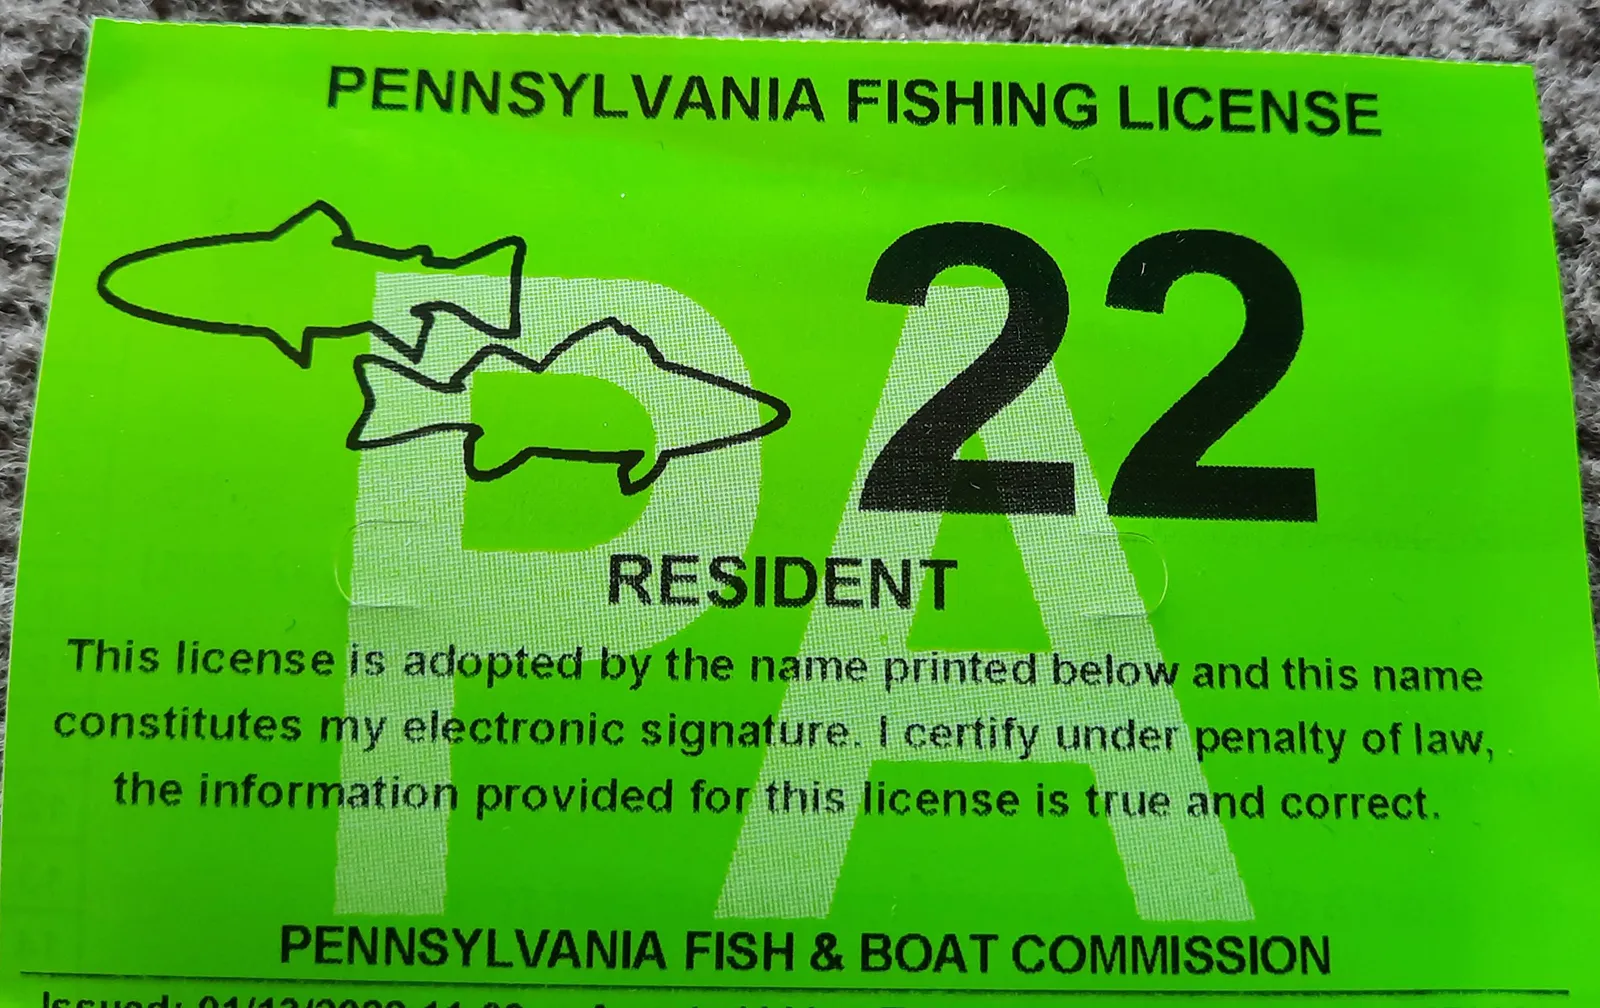 PENNSYLVANIA FISHING LICENSE
PA
22
RESIDENT
This license is adopted by the name printed below and this name
constitutes my electronic signature. I certify under penalty of law,
the information provided for this license is true and correct.
PENNSYLVANIA FISH & BOAT COMMISSION
Issued: